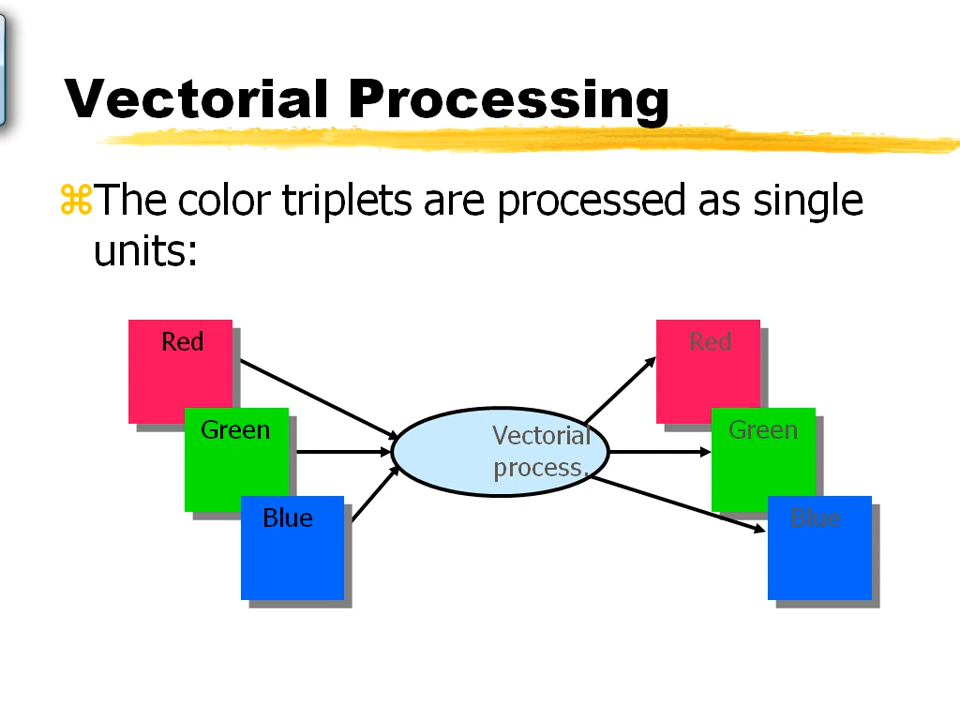 Vectorial Processing
The color triplets are processed as single
units:
Red
Green
Blue
Vectorial
process.
Red
Green
Blue